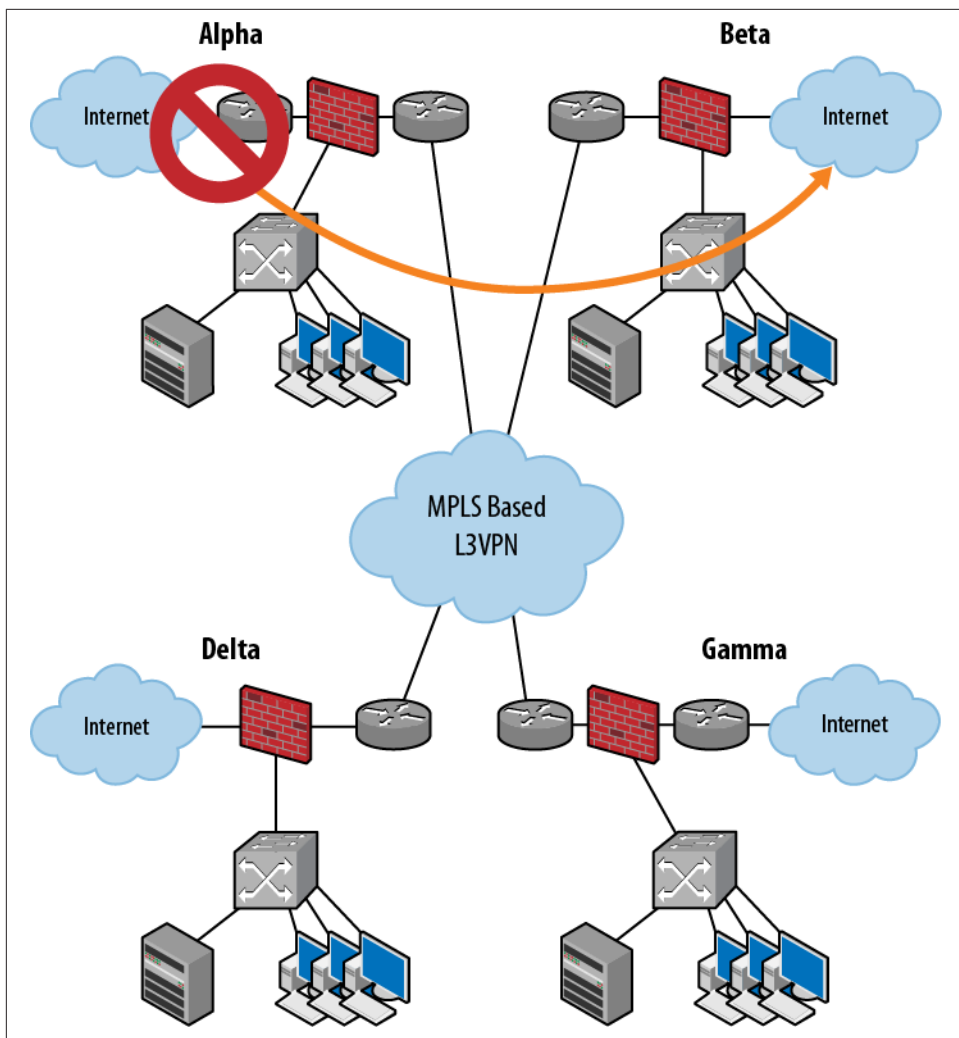 Alpha
Beta
Internet
Internet
MPLS Based
L3VPN
Delta
Gamma
Internet
Internet